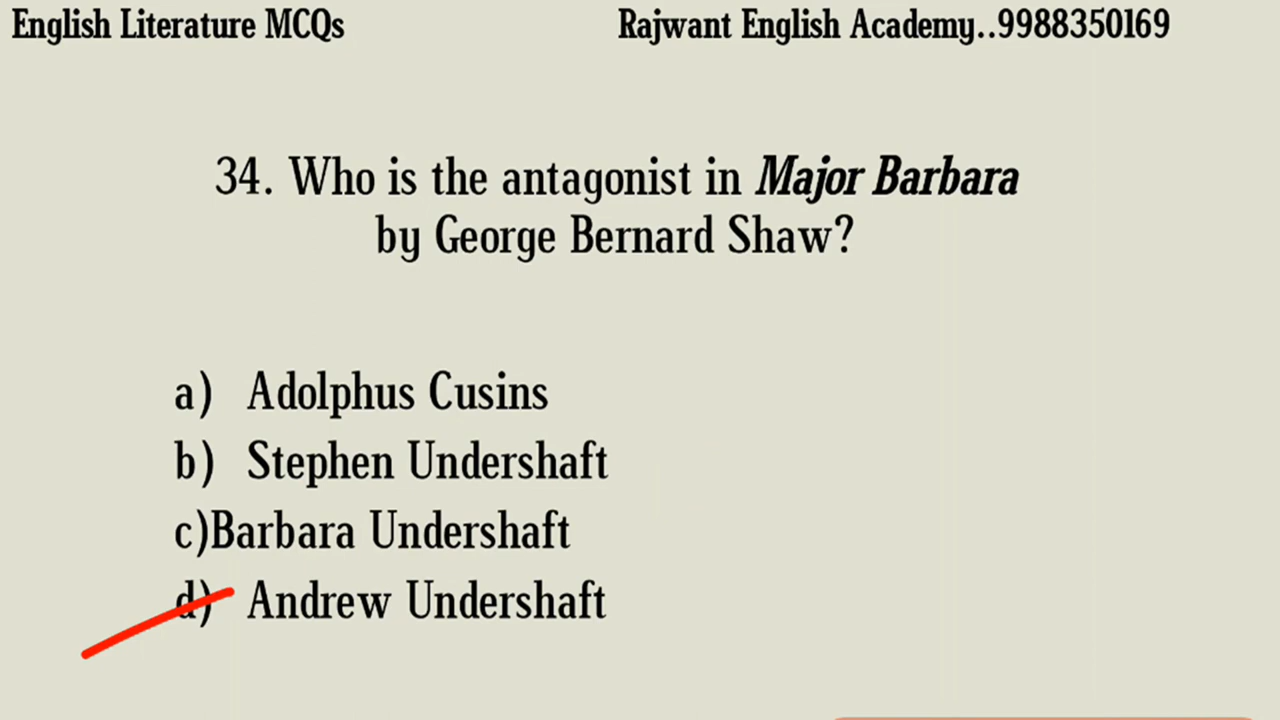 English Literature MCQs
Rajwant English Academy..9988350169
34. Who is the antagonist in Major Barbara
by George Bernard Shaw?
a) Adolphus Cusins
b) Stephen Undershaft
c)Barbara Undershaft
d) Andrew Undershaft